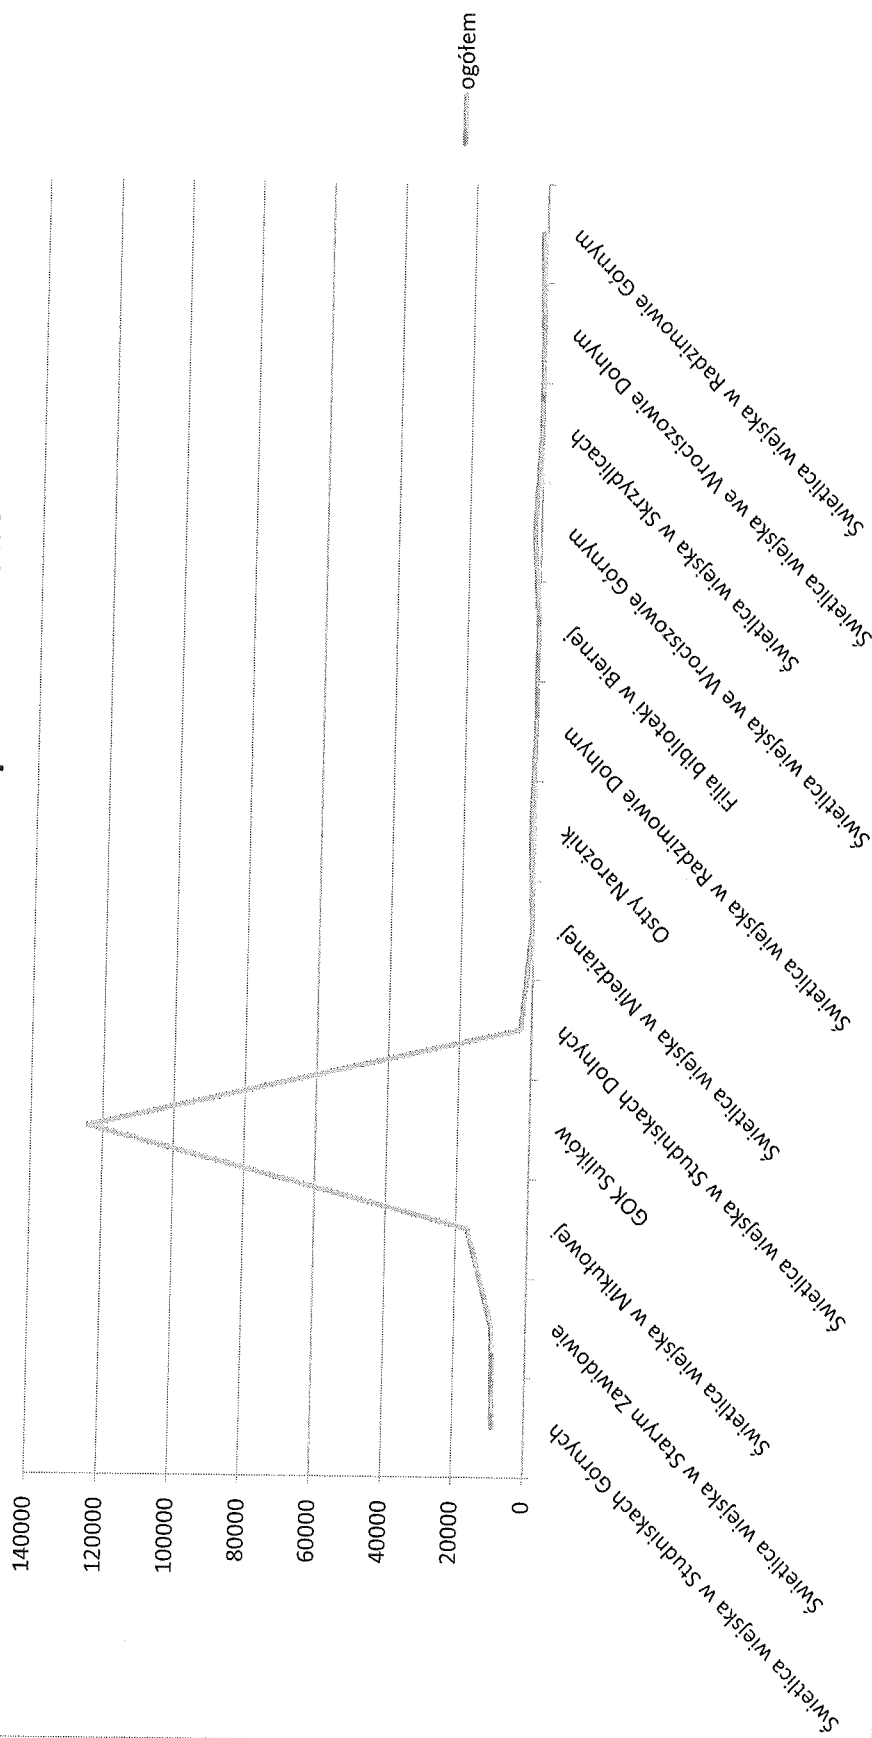 140000
120000
100000
80000
60000
40000
20000
0
Świetlica wiejska w Studniskach Górnych
Świetlica wiejska w Starym Zawidowie
Świetlica wiejska w Mikułowej
GOK Sulików
Świetlica wiejska w Studniskach Dolnych
Świetlica wiejska w Miedzianej
Ostry Narożnik
Świetlica wiejska w Radzimowie Dolnym
Filia biblioteki w Biernej
Świetlica wiejska we Wrociszowie Górnym
Świetlica wiejska w Skrzydlicach
Świetlica wiejska we Wrociszowie Dolnym
Świetlica wiejska w Radzimowie Górnym
ogółem